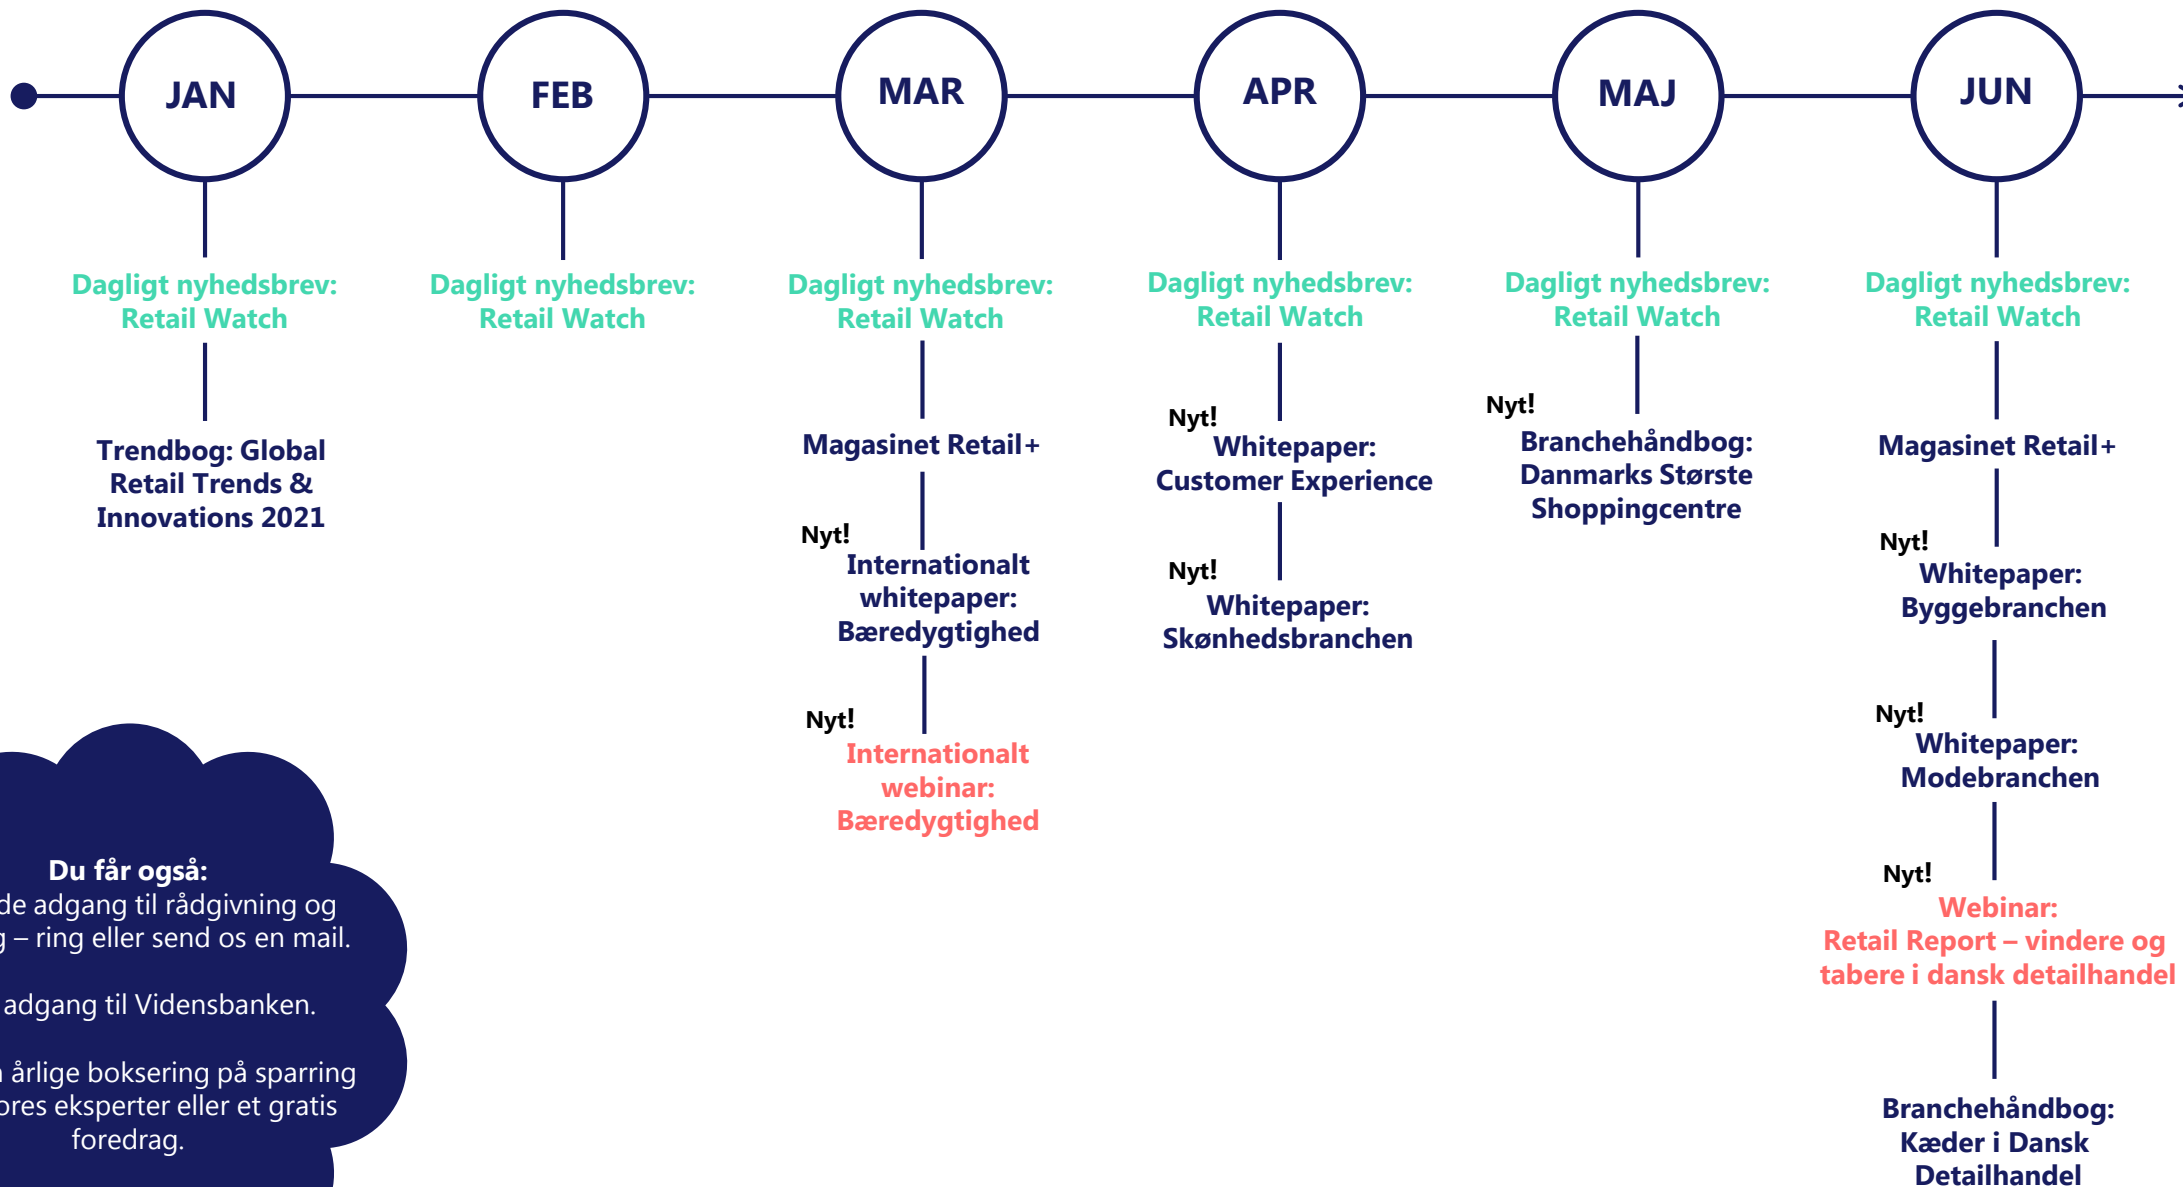 JAN
FEB
MAR
APR
MAJ
JUN
Dagligt nyhedsbrev:
Retail Watch
Trendbog: Global
Retail Trends &
Innovations 2021
Dagligt nyhedsbrev:
Retail Watch
Dagligt nyhedsbrev:
Retail Watch
Magasinet Retail+
Nyt!
Internationalt
whitepaper:
Bæredygtighed
Nyt!
Internationalt
webinar:
Bæredygtighed
Dagligt nyhedsbrev:
Retail Watch
Nyt!
Whitepaper:
Customer Experience
Nyt!
Whitepaper:
Skønhedsbranchen
Dagligt nyhedsbrev:
Retail Watch
Nyt!
Branchehåndbog:
Danmarks Største
Shoppingcentre
Dagligt nyhedsbrev:
Retail Watch
Magasinet Retail+
Nyt!
Whitepaper:
Byggebranchen
Nyt!
Whitepaper:
Modebranchen
Nyt!
Webinar:
Retail Report – vindere og
tabere i dansk detailhandel
Branchehåndbog:
Kæder i Dansk
Detailhandel
Du får også:
adgang til rådgivning og
– ring eller send os en mail.
adgang til Vidensbanken.
årlige boksering på sparring
eksperter eller et gratis
foredrag.